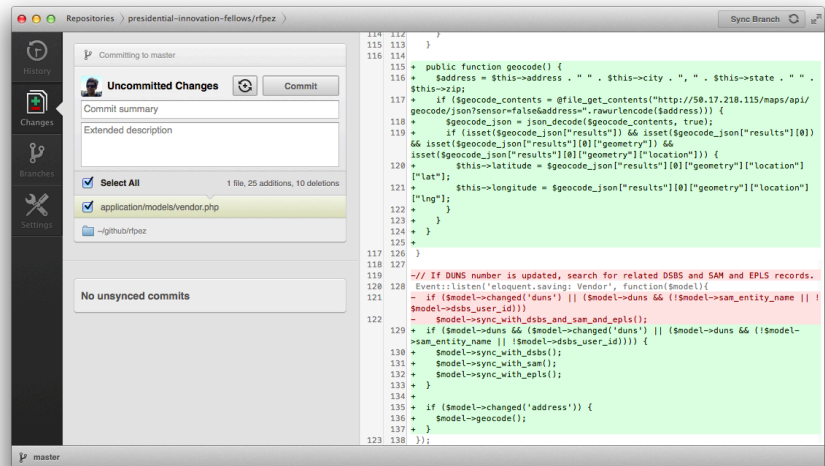 Repositories
presidential-innovation-fellows/rfpez
Sync Branch
History
Changes
Branches
Settings
Committing to master
Uncommitted Changes
Commit
Commit summary
Extended description
Select All
1 file, 25 additions, 10 deletions
application/models/vendor.php
~/github/rfpez
No unsynced commits
114 112 }
115 113 }
116 114
115 + public function geocode() {
116 + $address = $this->address . " " . $this->city . ", " . $this->state . " " .
$this->zip;
117 + if ($geocode_contents = @file_get_contents("http://50.17.218.115/maps/api/
geocode/json?sensor=false&address=".rawurlencode($address))) {
118 + $geocode_json = json_decode($geocode_contents, true);
119 + if (isset($geocode_json["results"]) && isset($geocode_json["results"][0])
&& isset($geocode_json["results"][0]["geometry"]) &&
isset($geocode_json["results"][0]["geometry"]["location"])) {
120 + $this->latitude = $geocode_json["results"][0]["geometry"]["location"]
["lat"];
121 + $this->longitude = $geocode_json["results"][0]["geometry"]["location"]
["lng"];
122 + }
123 + }
124 + }
125 +
117 126 }
118 127
119 -// If DUNS number is updated, search for related DSBS and SAM and EPLS records.
120 128 Event::listen('eloquent.saving: Vendor', function($model){
121 - if ($model->changed('duns') || ($model->duns && (!$model->sam_entity_name || !
$model->dsbs_user_id)))
122 - $model->sync_with_dsbs_and_sam_and_epls();
129 + if ($model->duns && ($model->changed('duns') || ($model->duns && (!$model-
>sam_entity_name || !$model->dsbs_user_id)))) {
130 + $model->sync_with_dsbs();
131 + $model->sync_with_sam();
132 + $model->sync_with_epls();
133 + }
134 +
135 + if ($model->changed('address')) {
136 + $model->geocode();
137 + }
123 138 });
master